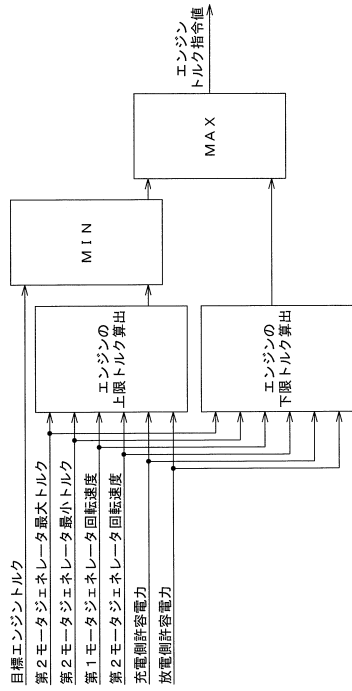 目標エンジントルク
第２モータジェネレータ最大トルク
第２モータジェネレータ最小トルク
第１モータジェネレータ回転速度
第２モータジェネレータ回転速度
充電側許容電力
放電側許容電力
エンジンの
上限トルク算出
エンジンの
下限トルク算出
ＭＩＮ
ＭＡＸ
エンジン
トルク指令値